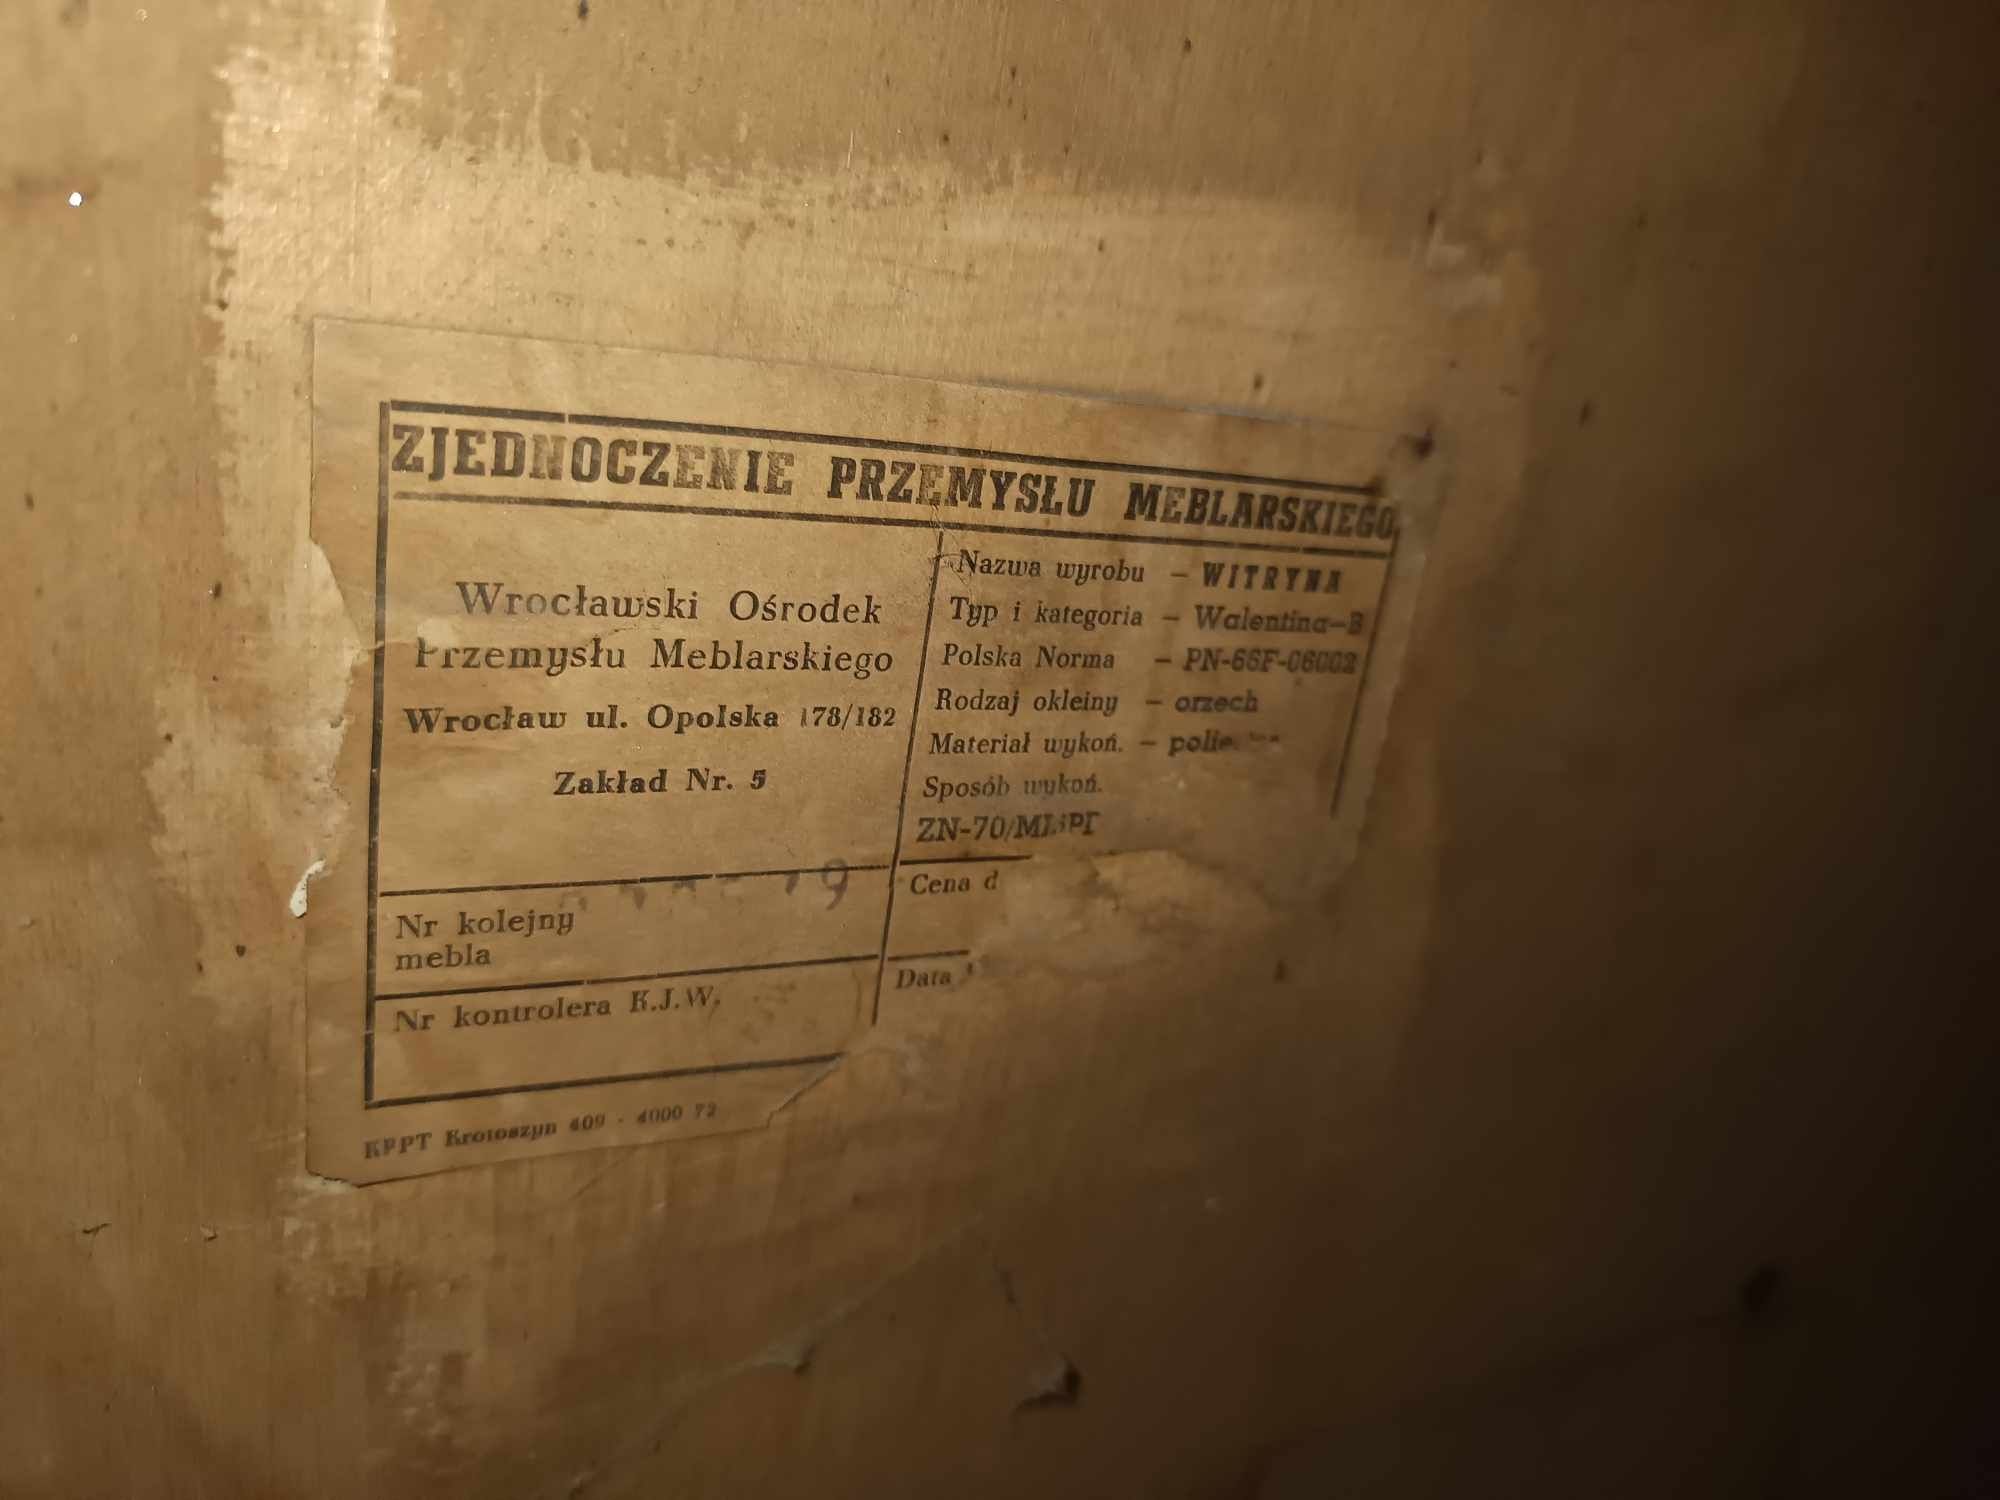 ZJEDNOCZENIE PRZEMYSŁU MEBLARSKIEGO
Wrocławski Ośrodek
Przemysłu Meblarskiego
Wrocław ul. Opolska 178/182
Zakład Nr. 5
Nazwa wyrobu – WITRYNA
Typ i kategoria – Walentina–B
Polska Norma – PN-66F-06002
Rodzaj okleiny – orzech
Materiał wykoń. –
Sposób wykoń.
Nr kolejny
mebla
Cena d
Nr kontrolera K.J.W.
Data
KPPT Krotoszyn 409 - 4000 72